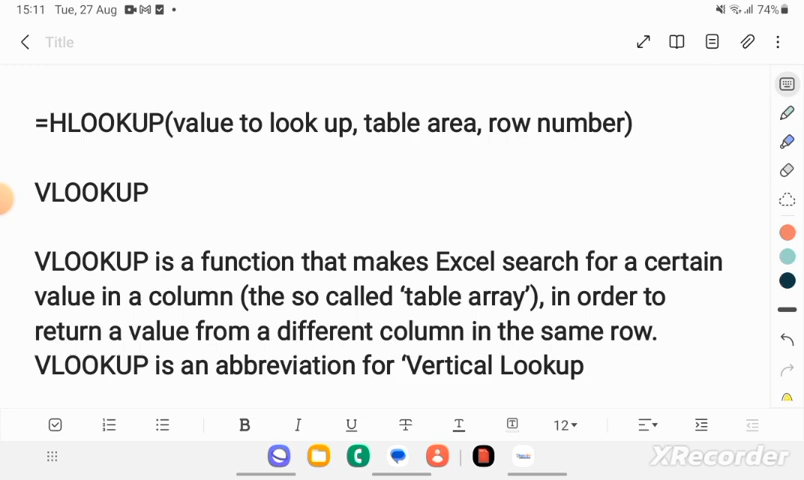 15:11 Tue, 27 Aug 74%
Title
=HLOOKUP(value to look up, table area, row number)
VLOOKUP
VLOOKUP is a function that makes Excel search for a certain
value in a column (the so called ‘table array’), in order to
return a value from a different column in the same row.
VLOOKUP is an abbreviation for ‘Vertical Lookup
B I U T T T 12
XRecorder